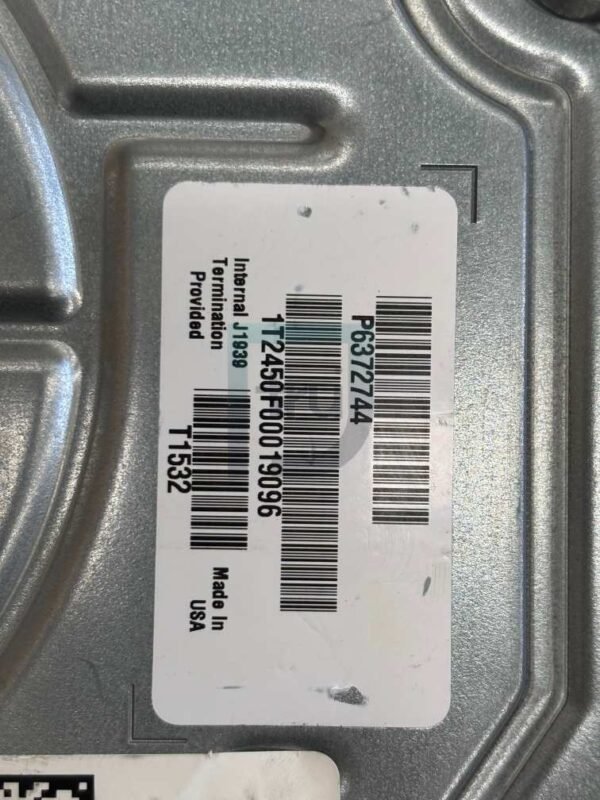 P6372744
1T2450F00019096
Internal J1939
Termination
Provided
T1532
Made In
USA